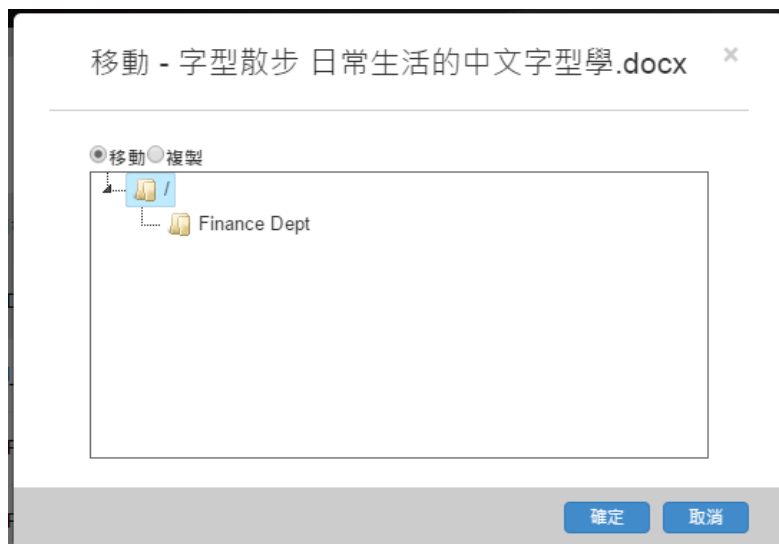 移動 - 字型散步 日常生活的中文字型學.docx ×
移動 複製
/
Finance Dept
確定 取消